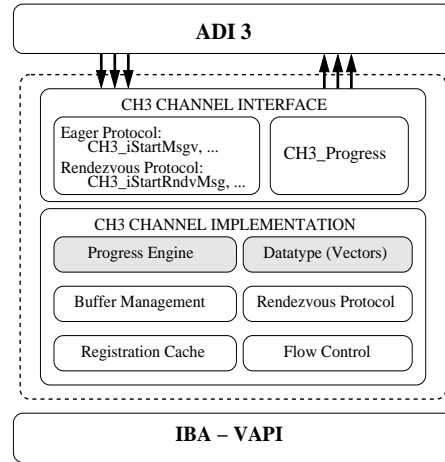 ADI 3
CH3 CHANNEL INTERFACE
Eager Protocol:
CH3_iStartMsgv, ...
Rendezvous Protocol:
CH3_iStartRndvMsg, ...
CH3_Progress
CH3 CHANNEL IMPLEMENTATION
Progress Engine
Datatype (Vectors)
Buffer Management
Rendezvous Protocol
Registration Cache
Flow Control
IBA – VAPI